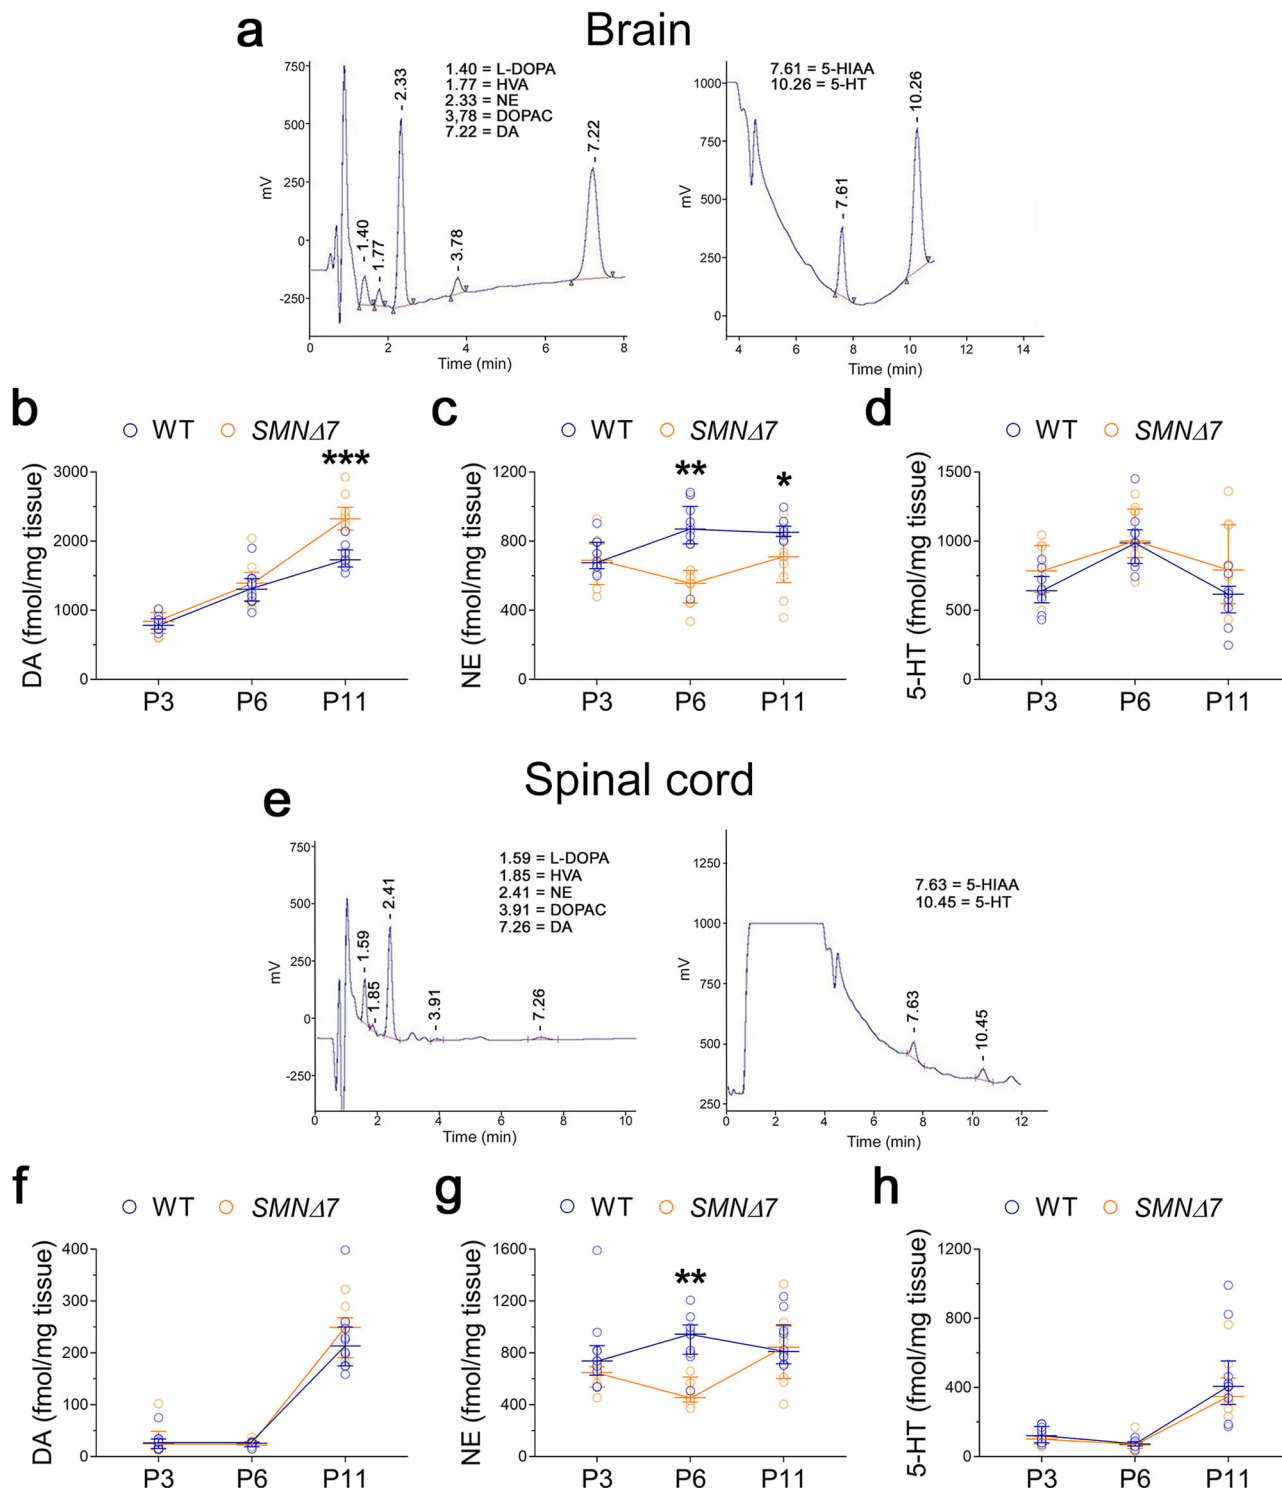 Brain
a
750
500
250
0
-250
mV
0
2
4
6
8
Time (min)
- 1.40
- 1.77
- 2.33
- 3.78
- 7.22
1.40 = L-DOPA
1.77 = HVA
2.33 = NE
3,78 = DOPAC
7.22 = DA
1000
750
500
250
0
mV
4
6
8
10
12
14
Time (min)
- 7.61
- 10.26
7.61 = 5-HIAA
10.26 = 5-HT
b
WT
SMNΔ7
DA (fmol/mg tissue)
3000
2000
1000
0
***
P3
P6
P11
c
WT
SMNΔ7
NE (fmol/mg tissue)
1200
800
400
0
**
*
P3
P6
P11
d
WT
SMNΔ7
5-HT (fmol/mg tissue)
1500
1000
500
0
P3
P6
P11
Spinal cord
e
750
500
250
0
-250
mV
0
2
4
6
8
10
Time (min)
- 1.59
- 1.85
- 2.41
- 3.91
- 7.26
1.59 = L-DOPA
1.85 = HVA
2.41 = NE
3.91 = DOPAC
7.26 = DA
1250
1000
750
500
250
mV
0
2
4
6
8
10
12
Time (min)
- 7.63
- 10.45
7.63 = 5-HIAA
10.45 = 5-HT
f
WT
SMNΔ7
DA (fmol/mg tissue)
400
300
200
100
0
P3
P6
P11
g
WT
SMNΔ7
NE (fmol/mg tissue)
1600
1200
800
400
0
**
P3
P6
P11
h
WT
SMNΔ7
5-HT (fmol/mg tissue)
1200
800
400
0
P3
P6
P11